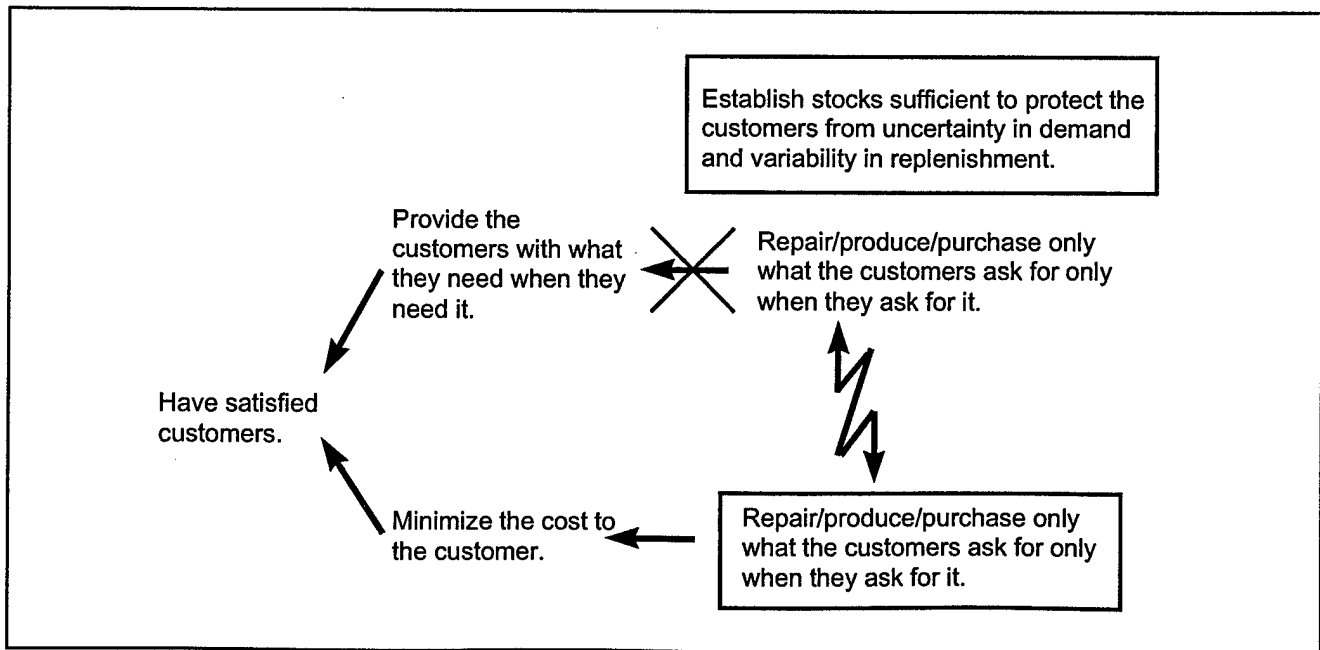 Establish stocks sufficient to protect the
customers from uncertainty in demand
and variability in replenishment.
Provide the
customers with what
they need when they
need it.
Repair/produce/purchase only
what the customers ask for only
when they ask for it.
Have satisfied
customers.
Minimize the cost to
the customer.
Repair/produce/purchase only
what the customers ask for only
when they ask for it.